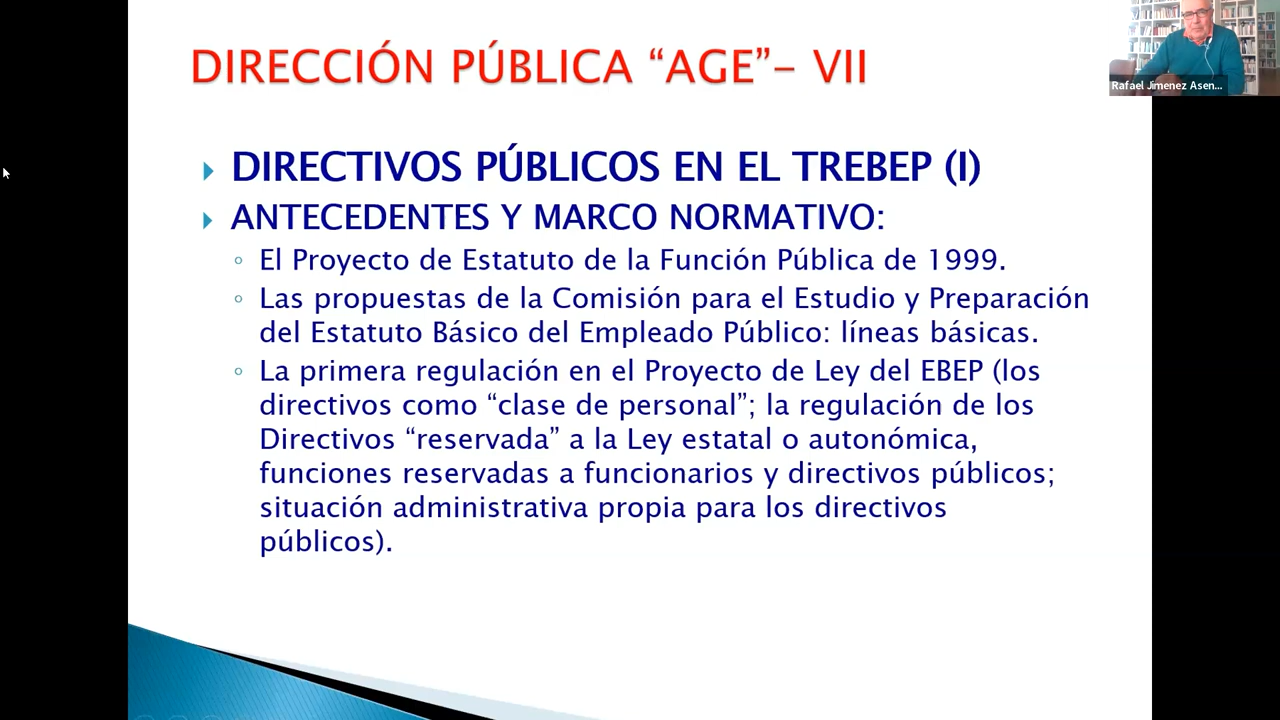 DIRECCIÓN PÚBLICA “AGE”– VII
Rafael Jimenez Asen...
DIRECTIVOS PÚBLICOS EN EL TREBEP (I)
ANTECEDENTES Y MARCO NORMATIVO:
El Proyecto de Estatuto de la Función Pública de 1999.
Las propuestas de la Comisión para el Estudio y Preparación
del Estatuto Básico del Empleado Público: líneas básicas.
La primera regulación en el Proyecto de Ley del EBEP (los
directivos como “clase de personal”; la regulación de los
Directivos “reservada” a la Ley estatal o autonómica,
funciones reservadas a funcionarios y directivos públicos;
situación administrativa propia para los directivos
públicos).